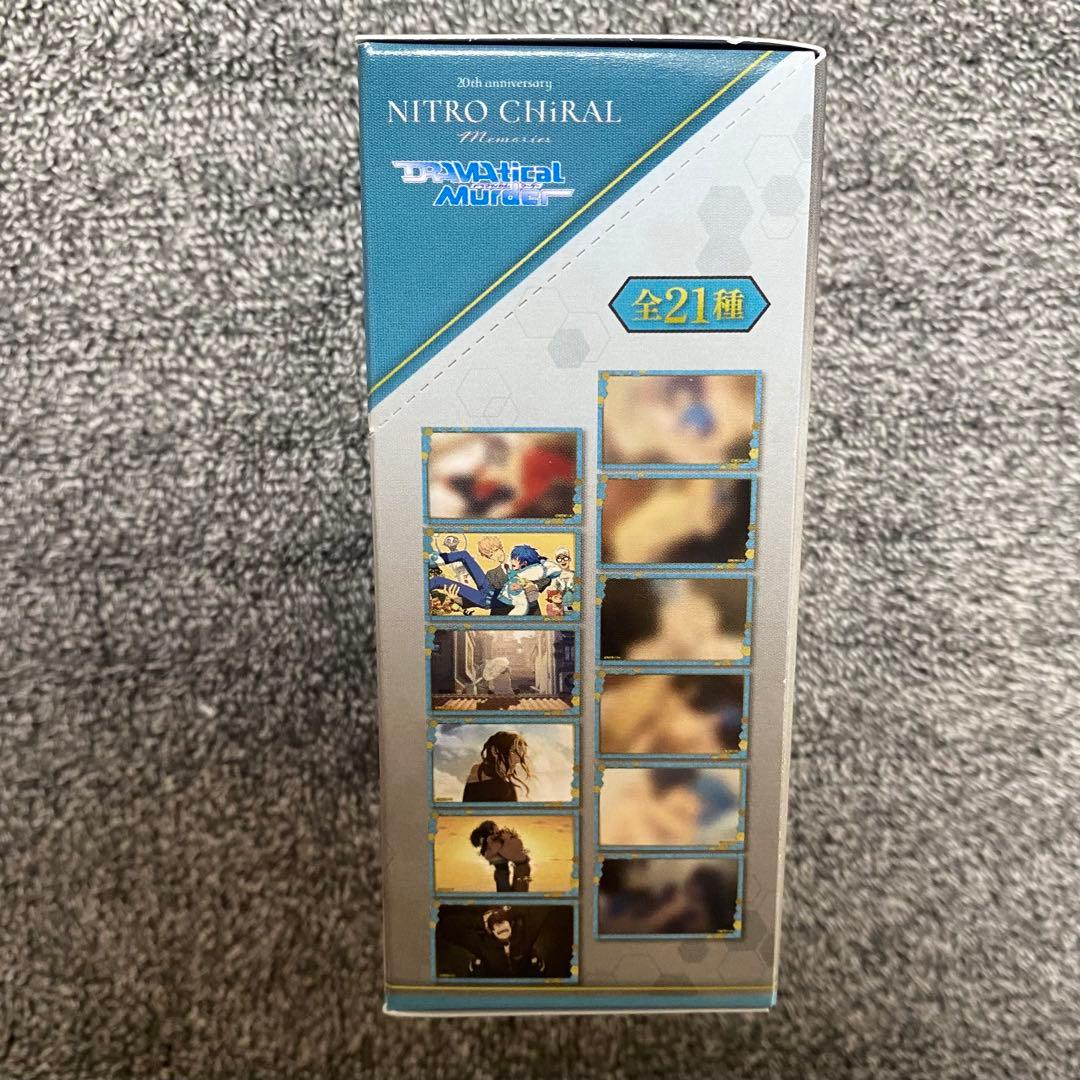 20th anniversary
NITRO CHiRAL
Memories
DRAMAtical
Murder
全21種